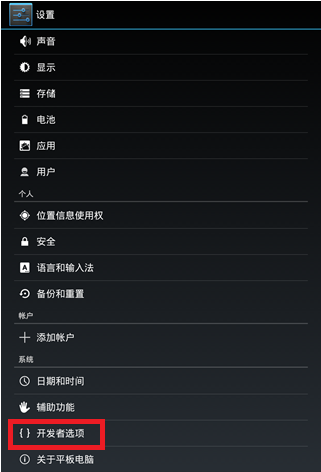 设置
声音
显示
存储
电池
应用
用户
个人
位置信息使用权
安全
A 语言和输入法
备份和重置
帐户
添加帐户
系统
日期和时间
辅助功能
{ } 开发者选项
关于平板电脑